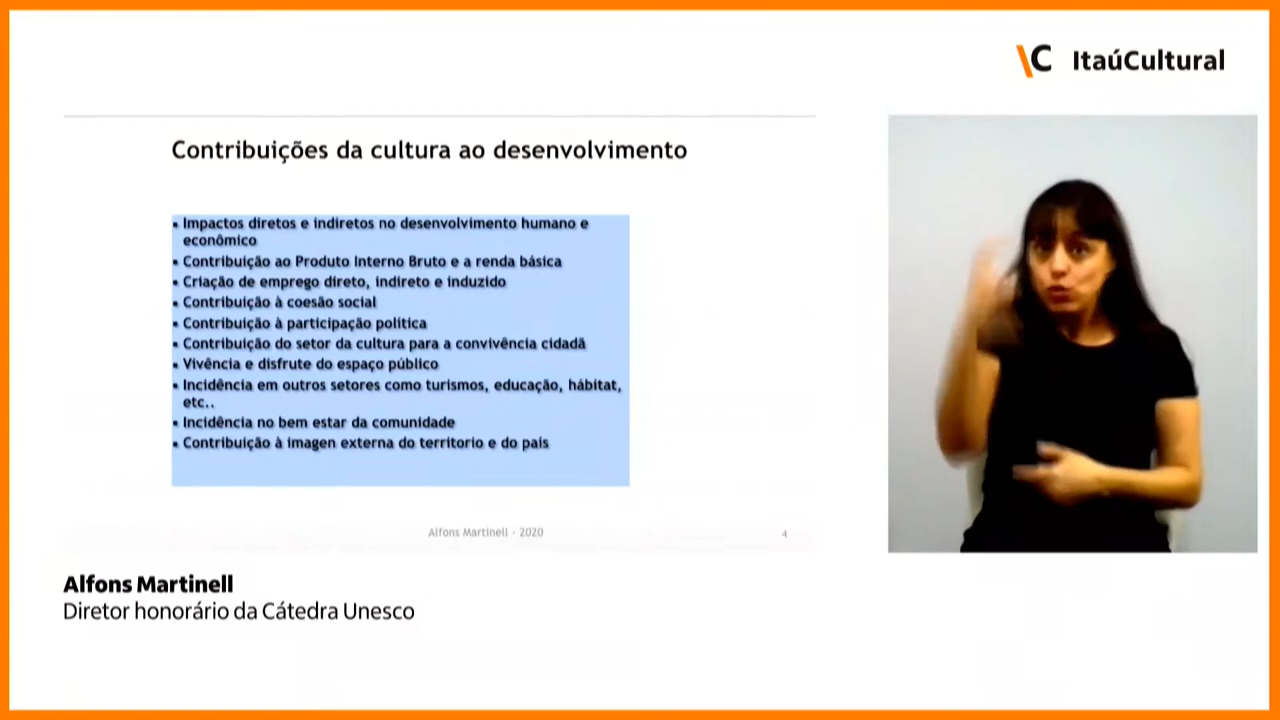 \C ItaúCultural
Contribuições da cultura ao desenvolvimento
▪ Impactos diretos e indiretos no desenvolvimento humano e
econômico
▪ Contribuição ao Produto Interno Bruto e a renda básica
▪ Criação de emprego direto, indireto e induzido
▪ Contribuição à coesão social
▪ Contribuição à participação política
▪ Contribuição do setor da cultura para a convivência cidadã
▪ Vivência e disfrute do espaço público
▪ Incidência em outros setores como turismos, educação, hábitat,
etc..
▪ Incidência no bem estar da comunidade
▪ Contribuição à imagen externa do territorio e do país
Alfons Martinell - 2020
4
Alfons Martinell
Diretor honorário da Cátedra Unesco